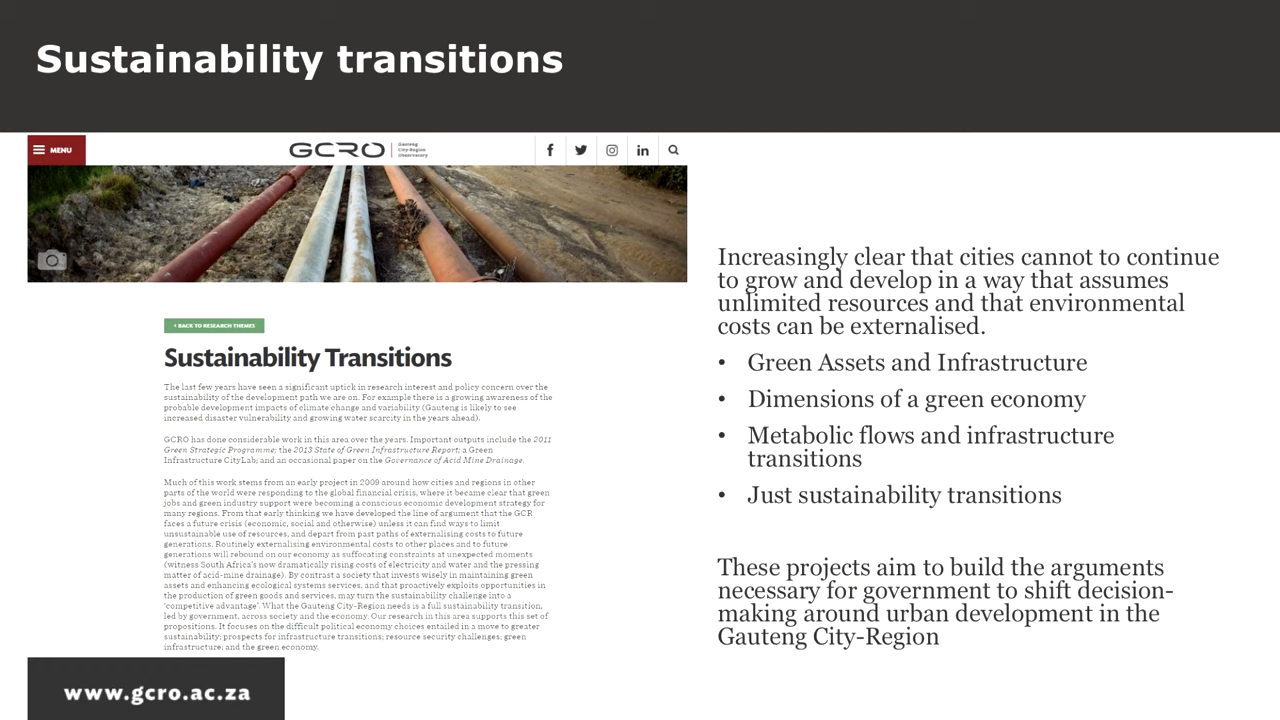 Sustainability transitions
MENU
GCRO
Gauteng
City-Region
Observatory
f
in
‹ BACK TO RESEARCH THEMES
Sustainability Transitions
The last few years have seen a significant uptick in research interest and policy concern over the
sustainability of the development path we are on. For example there is a growing awareness of the
probable development impacts of climate change and variability (Gauteng is likely to see
increased disaster vulnerability and growing water scarcity in the years ahead).
GCRO has done considerable work in this area over the years. Important outputs include the 2011
Green Strategic Programme; the 2013 State of Green Infrastructure Report; a Green
Infrastructure CityLab; and an occasional paper on the Governance of Acid Mine Drainage.
Much of this work stems from an early project in 2009 around how cities and regions in other
parts of the world were responding to the global financial crisis, where it became clear that green
jobs and green industry support were becoming a conscious economic development strategy for
many regions. From that early thinking we have developed the line of argument that the GCR
faces a future crisis (economic, social and otherwise) unless it can find ways to limit
unsustainable use of resources, and depart from past paths of externalising costs to future
generations. Routinely externalising environmental costs to other places and to future
generations will rebound on our economy as suffocating constraints at unexpected moments
(witness South Africa's now dramatically rising costs of electricity and water and the pressing
matter of acid-mine drainage). By contrast a society that invests wisely in maintaining green
assets and enhancing ecological systems services, and that proactively exploits opportunities in
the production of green goods and services, may turn the sustainability challenge into a
'competitive advantage'. What the Gauteng City-Region needs is a full sustainability transition,
led by government, across society and the economy. Our research in this area supports this set of
propositions. It focuses on the difficult political economy choices entailed in a move to greater
sustainability; prospects for infrastructure transitions; resource security challenges; green
infrastructure; and the green economy.
www.gcro.ac.za
Increasingly clear that cities cannot to continue
to grow and develop in a way that assumes
unlimited resources and that environmental
costs can be externalised.
• Green Assets and Infrastructure
• Dimensions of a green economy
• Metabolic flows and infrastructure
transitions
• Just sustainability transitions
These projects aim to build the arguments
necessary for government to shift decision-
making around urban development in the
Gauteng City-Region